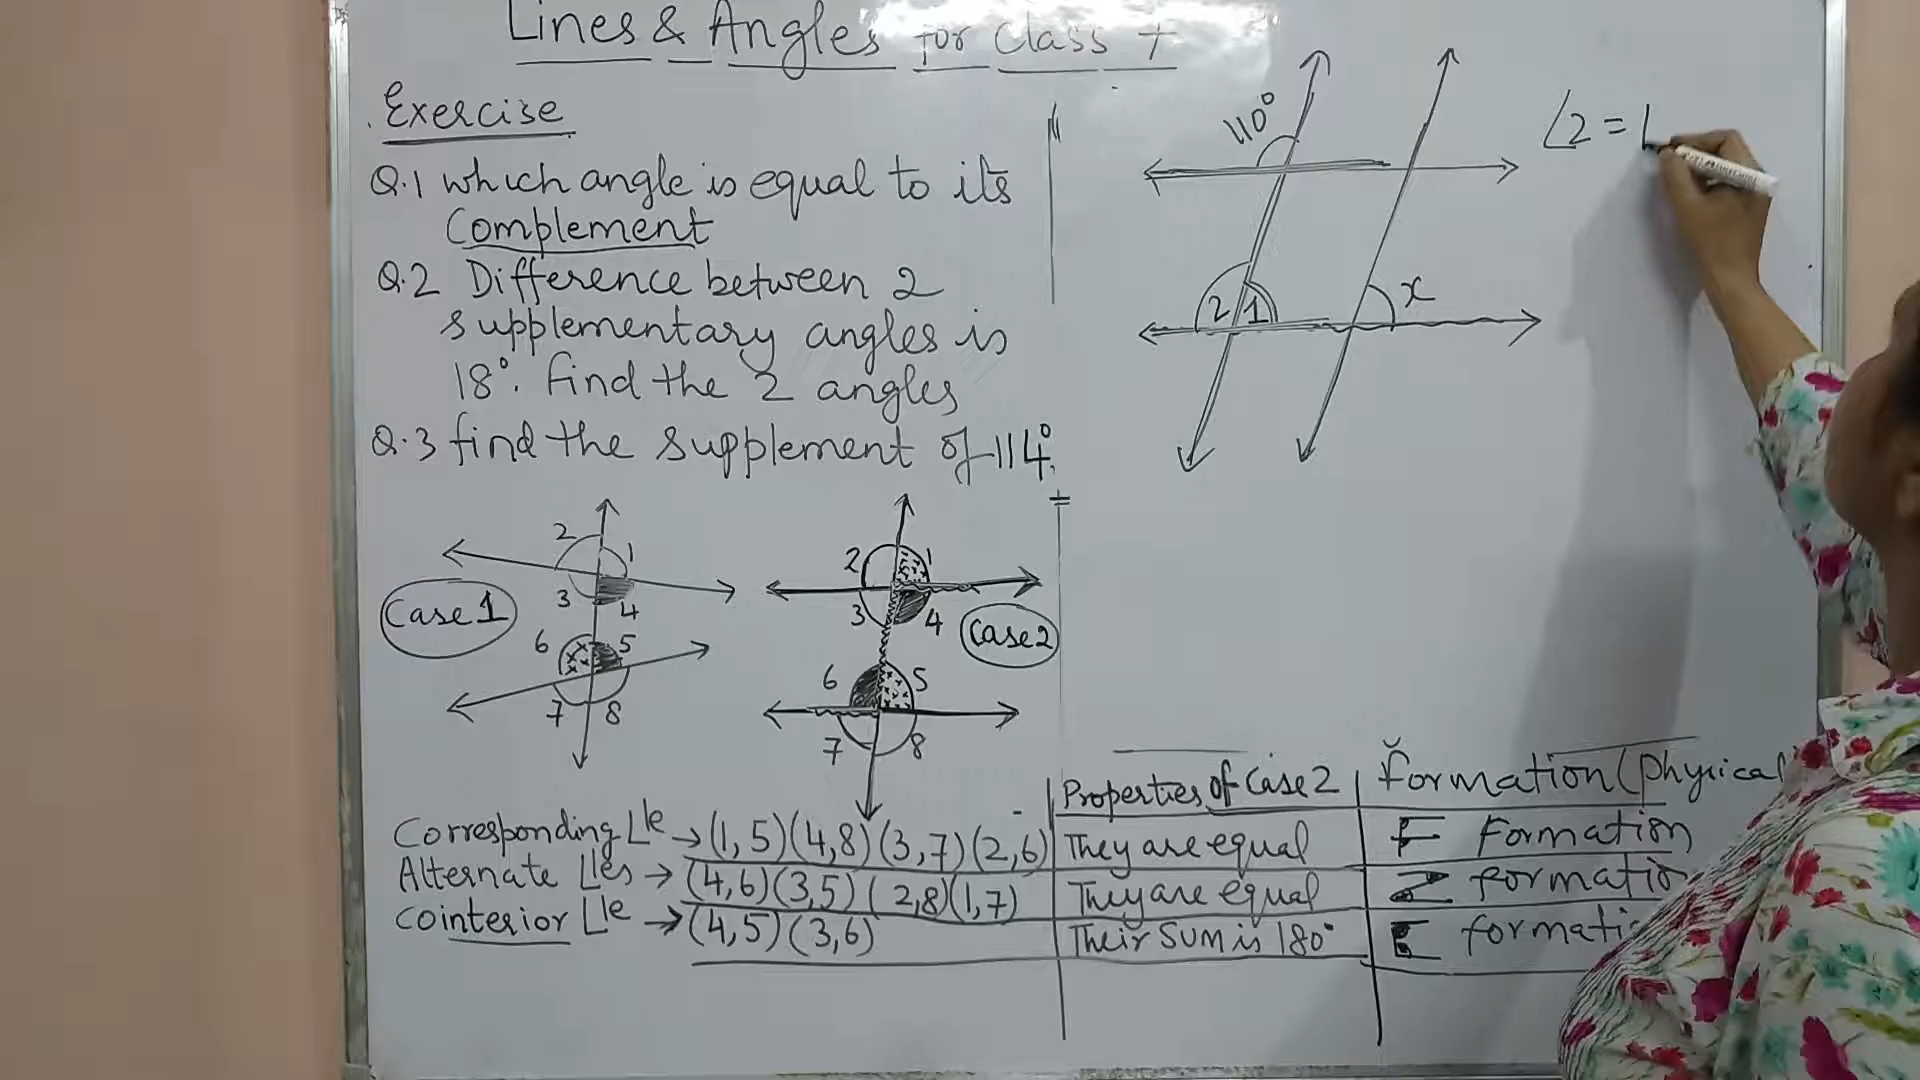 Lines & Angles for Class 7
Exercise
Q.1 which angle is equal to its
Complement
Q.2 Difference between 2
supplementary angles is
18°. Find the 2 angles
Q.3 find the supplement of 114°.
110°
∠2 =
2 1 x
Case 1
2 1
3 4
6 5
7 8
Case 2
2 1
3 4
6 5
7 8
Properties of Case 2 Formation (Physical
Corresponding ∠le → (1, 5) (4, 8) (3, 7) (2, 6) They are equal F Formation
Alternate ∠les → (4, 6) (3, 5) (2, 8) (1, 7) They are equal Z formation
Cointerior ∠le → (4, 5) (3, 6) Their sum is 180° E formatio